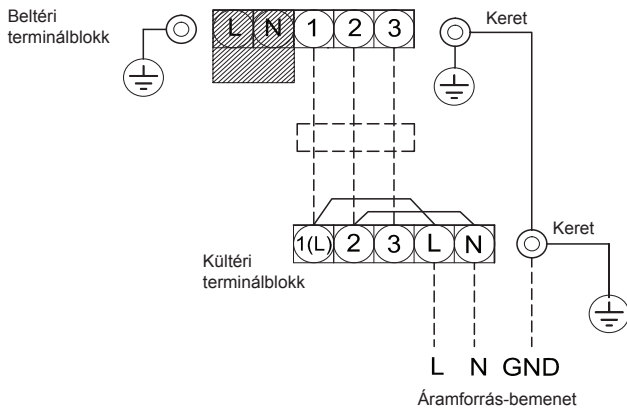 Beltéri
terminálblokk
L N 1 2 3
Keret
1(L) 2 3 L N
Keret
Kültéri
terminálblokk
L N GND
Áramforrás-bemenet